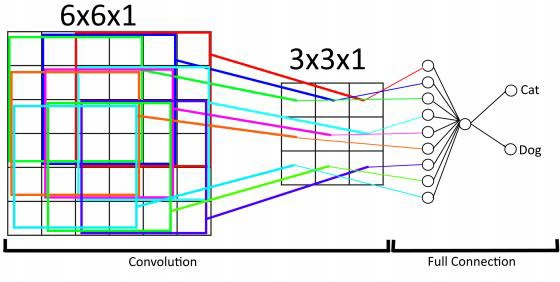 6x6x1
3x3x1
Cat
Dog
Convolution
Full Connection